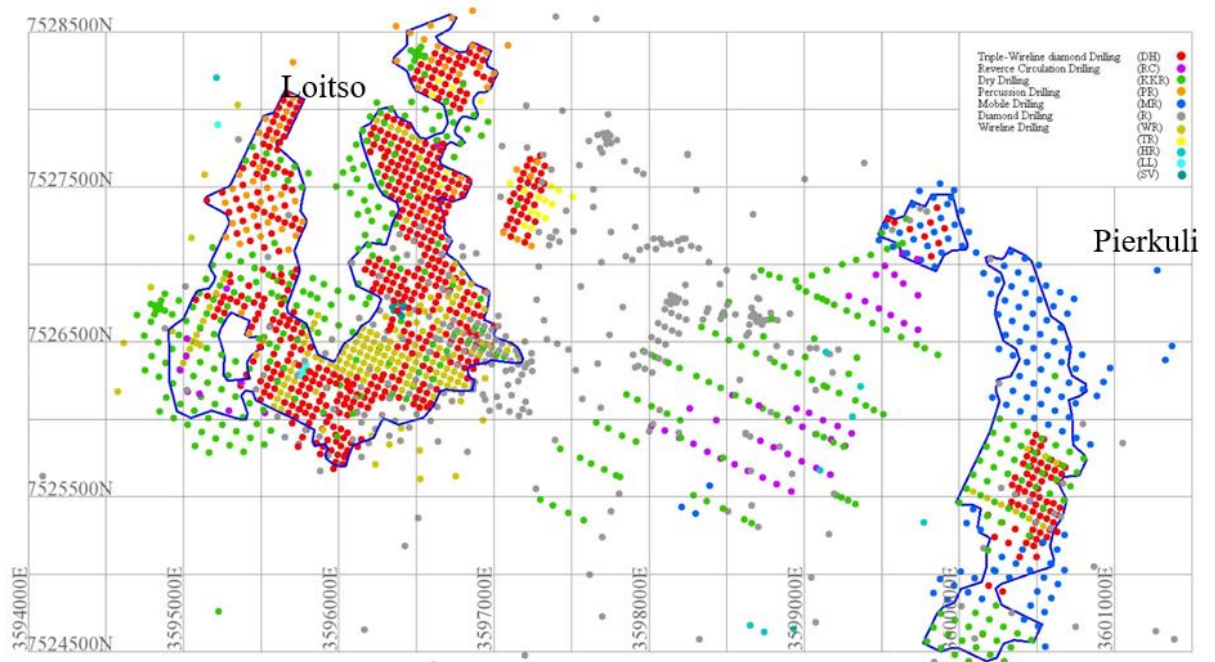 7528500N
Loitso
Triple-Wireline diamond Drilling (DH)
Reverce Circulation Drilling (RC)
Dry Drilling (KKR)
Percussion Drilling (PR)
Mobile Drilling (MR)
Diamond Drilling (R)
Wireline Drilling (WR)
(TR)
(HR)
(LL)
(SV)
7527500N
Pierkuli
7526500N
7525500N
7524500N
3594000E
3595000E
3596000E
3597000E
3598000E
3599000E
3600000E
3601000E